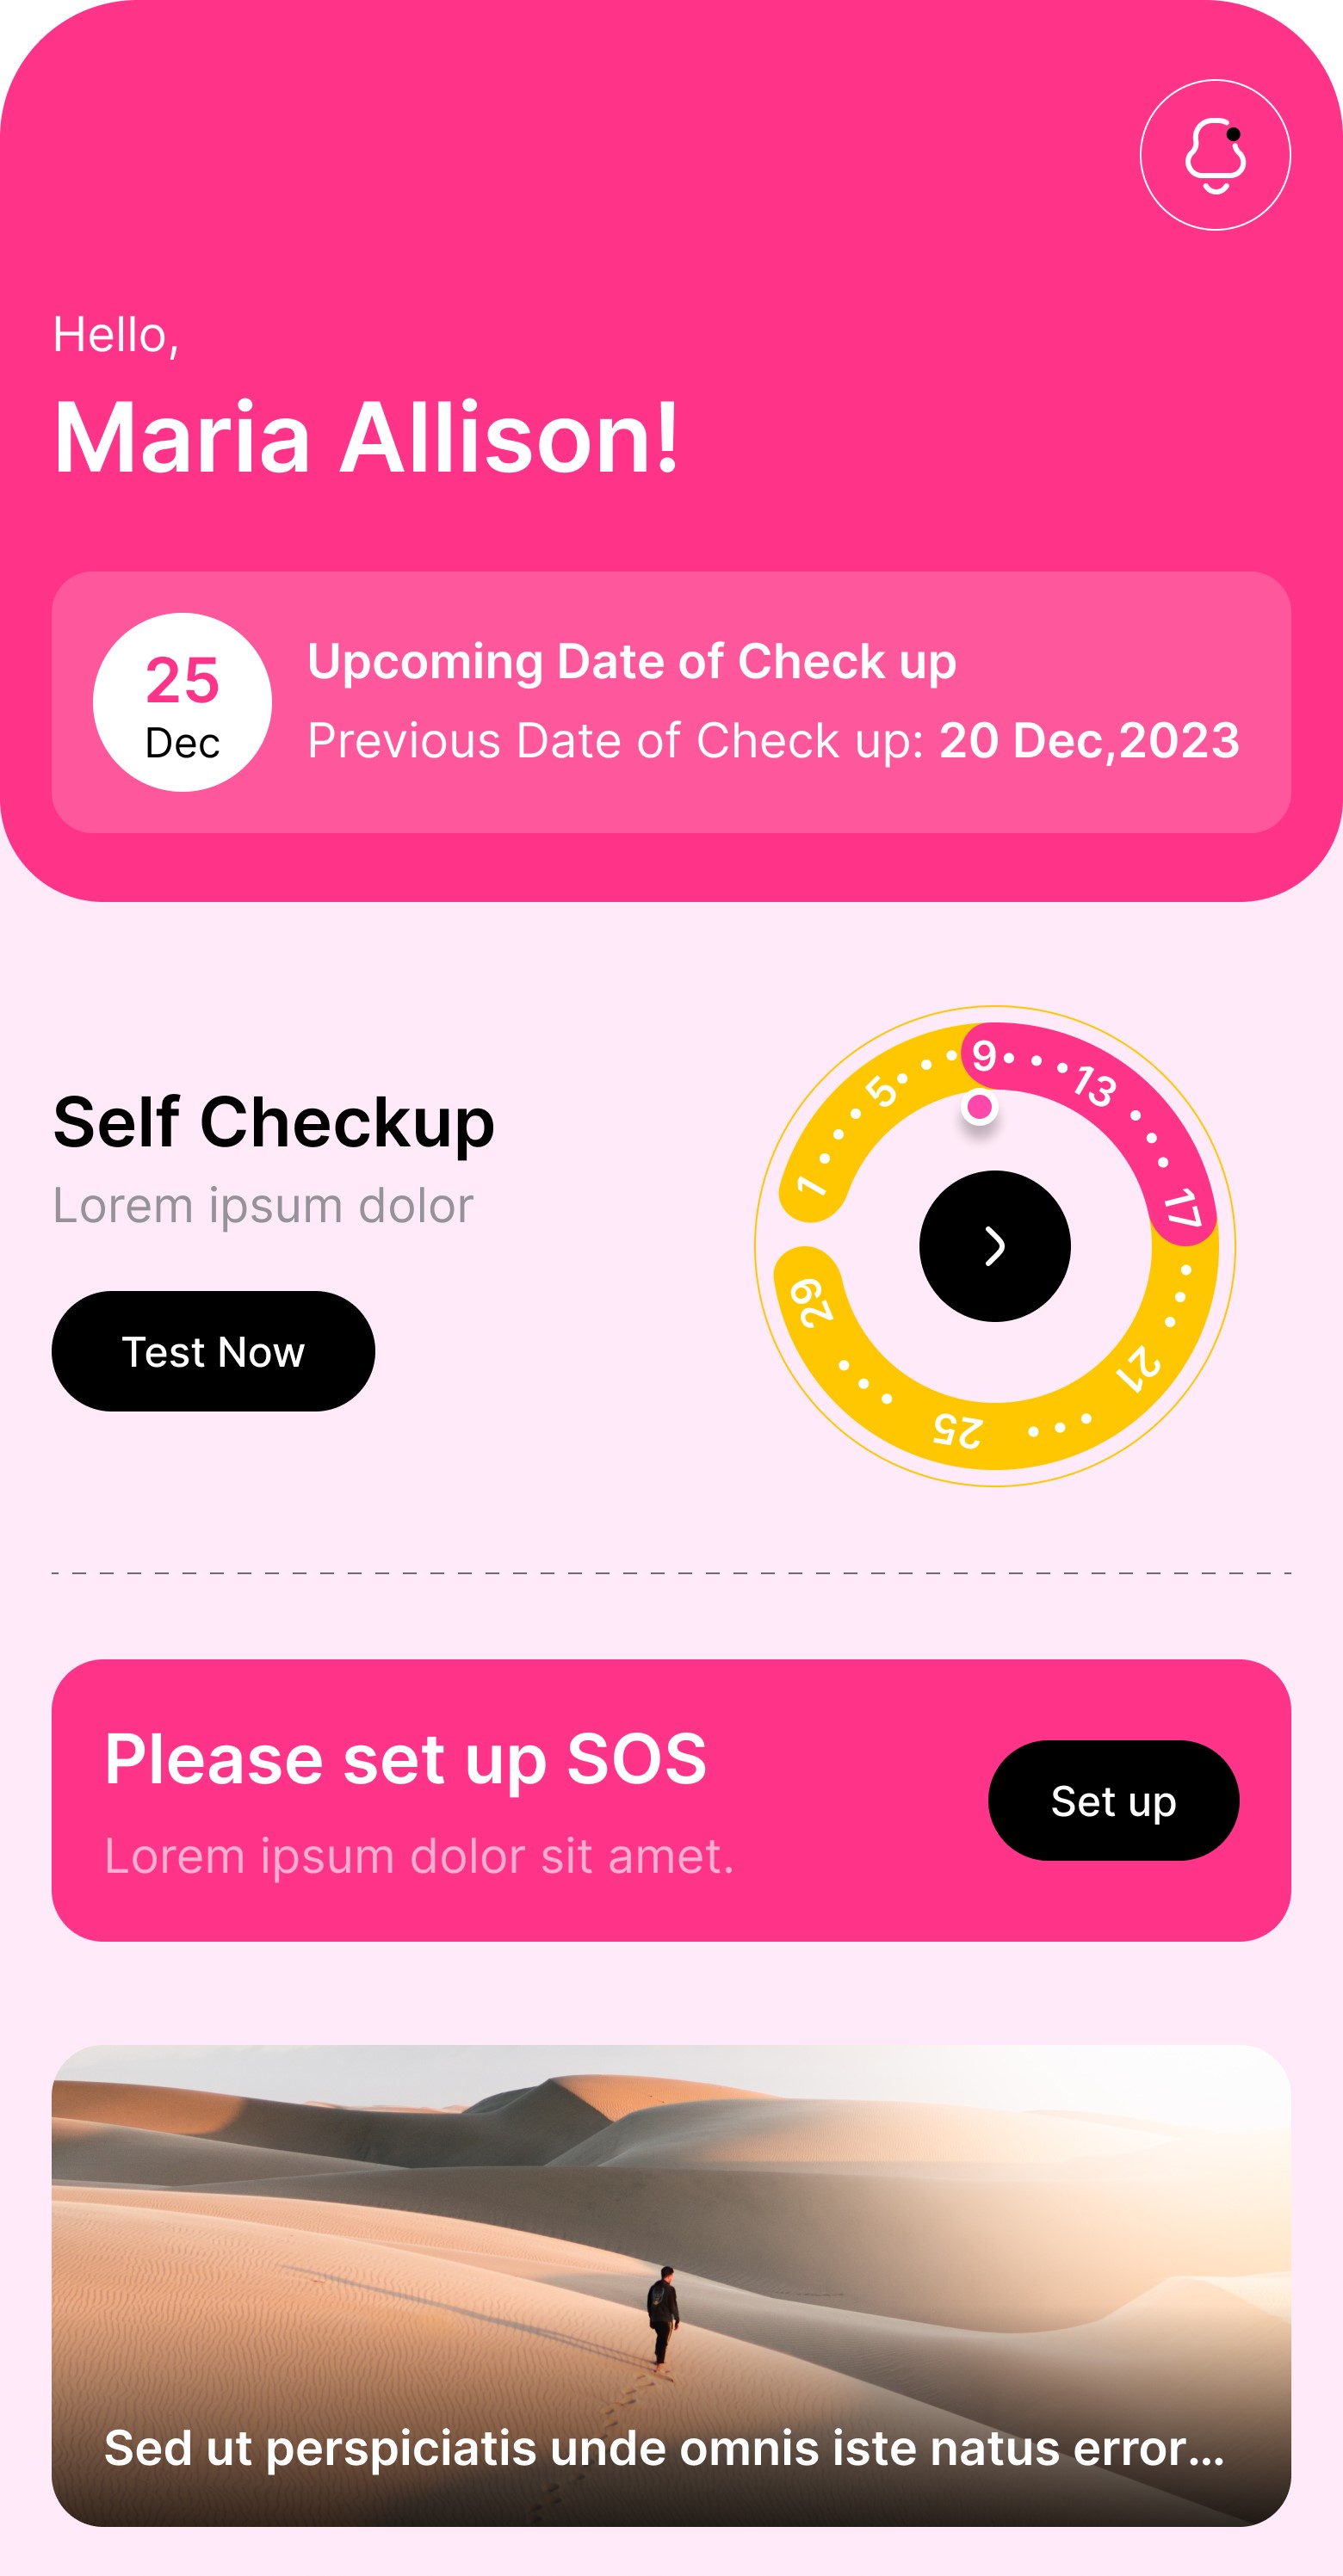 Hello,
Maria Allison!
25
Dec
Upcoming Date of Check up
Previous Date of Check up: 20 Dec,2023
Self Checkup
Lorem ipsum dolor
Test Now
1
5
9
13
17
21
25
29
Please set up SOS
Lorem ipsum dolor sit amet.
Set up
Sed ut perspiciatis unde omnis iste natus error...